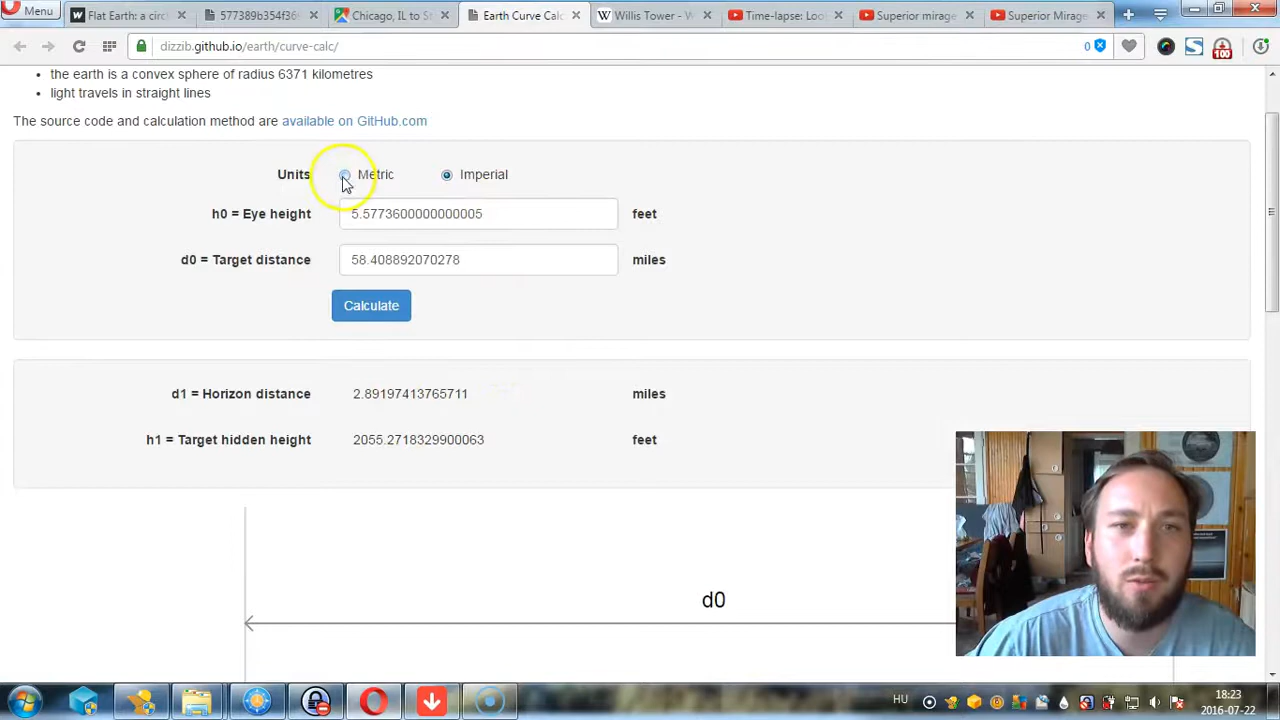 Menu
Flat Earth: a circ
577389b354f36
Chicago, IL to St
Earth Curve Calc
Willis Tower - W
Time-lapse: Loo
Superior mirage
Superior Mirage
dizzib.github.io/earth/curve-calc/
0
100
the earth is a convex sphere of radius 6371 kilometres
light travels in straight lines
The source code and calculation method are available on GitHub.com
Units Metric Imperial
h0 = Eye height 5.5773600000000005 feet
d0 = Target distance 58.408892070278 miles
Calculate
d1 = Horizon distance 2.89197413765711 miles
h1 = Target hidden height 2055.2718329900063 feet
d0
HU
18:23
2016-07-22